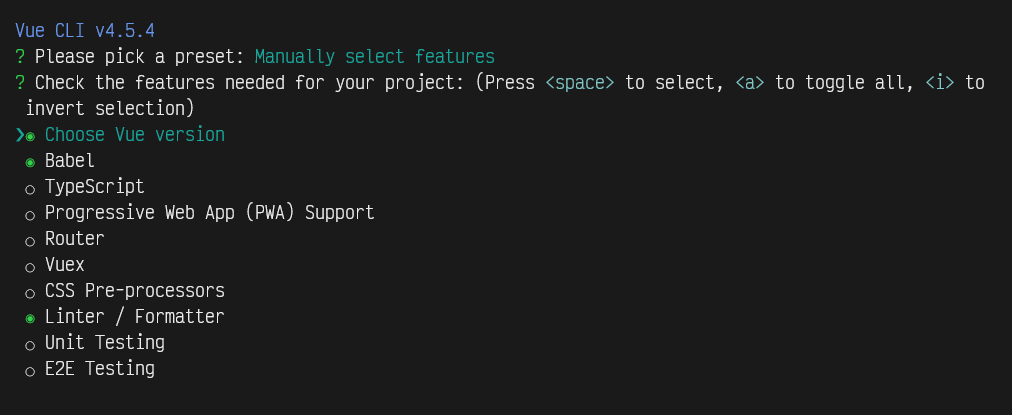 Vue CLI v4.5.4
? Please pick a preset: Manually select features
? Check the features needed for your project: (Press <space> to select, <a> to toggle all, <i> to
invert selection)
❯◉ Choose Vue version
◉ Babel
◯ TypeScript
◯ Progressive Web App (PWA) Support
◯ Router
◯ Vuex
◯ CSS Pre-processors
◉ Linter / Formatter
◯ Unit Testing
◯ E2E Testing